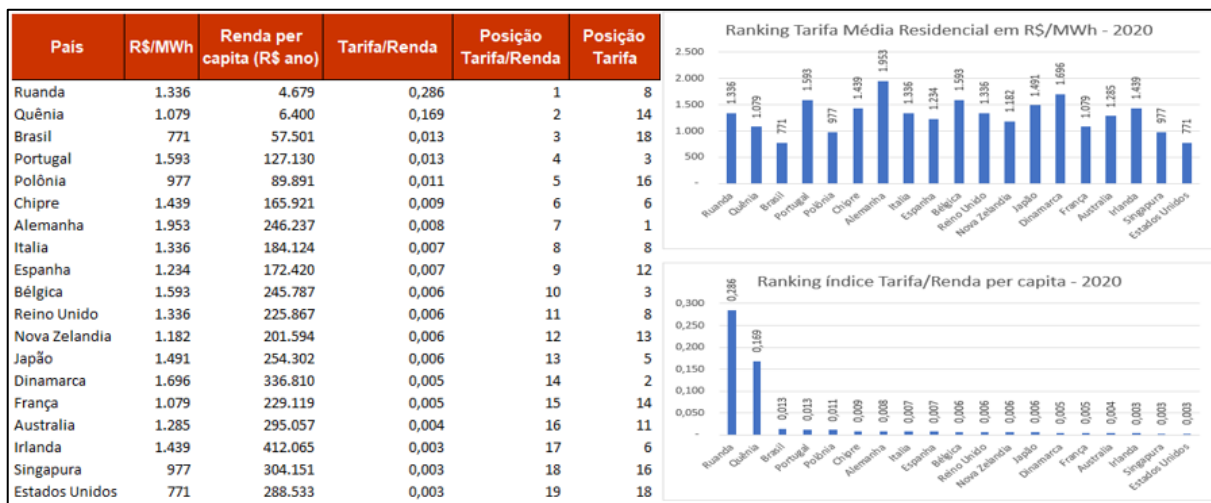 País R$/MWh Renda per capita (R$ ano) Tarifa/Renda Posição Tarifa/Renda Posição Tarifa
Ruanda 1.336 4.679 0,286 1 8
Quênia 1.079 6.400 0,169 2 14
Brasil 771 57.501 0,013 3 18
Portugal 1.593 127.130 0,013 4 3
Polônia 977 89.891 0,011 5 16
Chipre 1.439 165.921 0,009 6 6
Alemanha 1.953 246.237 0,008 7 1
Italia 1.336 184.124 0,007 8 8
Espanha 1.234 172.420 0,007 9 12
Bélgica 1.593 245.787 0,006 10 3
Reino Unido 1.336 225.867 0,006 11 8
Nova Zelandia 1.182 201.594 0,006 12 13
Japão 1.491 254.302 0,006 13 5
Dinamarca 1.696 336.810 0,005 14 2
França 1.079 229.119 0,005 15 14
Australia 1.285 295.057 0,004 16 11
Irlanda 1.439 412.065 0,003 17 6
Singapura 977 304.151 0,003 18 16
Estados Unidos 771 288.533 0,003 19 18
Ranking Tarifa Média Residencial em R$/MWh - 2020
2.500
2.000
1.500
1.000
500
-
1.336 1.079 771 1.593 977 1.439 1.953 1.336 1.234 1.593 1.336 1.182 1.491 1.696 1.079 1.285 1.439 977 771
Ruanda Quênia Brasil Portugal Polônia Chipre Alemanha Italia Espanha Bélgica Reino Unido Nova Zelandia Japão Dinamarca França Australia Irlanda Singapura Estados Unidos
Ranking índice Tarifa/Renda per capita - 2020
0,300
0,250
0,200
0,150
0,100
0,050
-
0,286 0,169 0,013 0,013 0,011 0,009 0,008 0,007 0,007 0,006 0,006 0,006 0,006 0,005 0,005 0,004 0,003 0,003 0,003
Ruanda Quênia Brasil Portugal Polônia Chipre Alemanha Italia Espanha Bélgica Reino Unido Nova Zelandia Japão Dinamarca França Australia Irlanda Singapura Estados Unidos